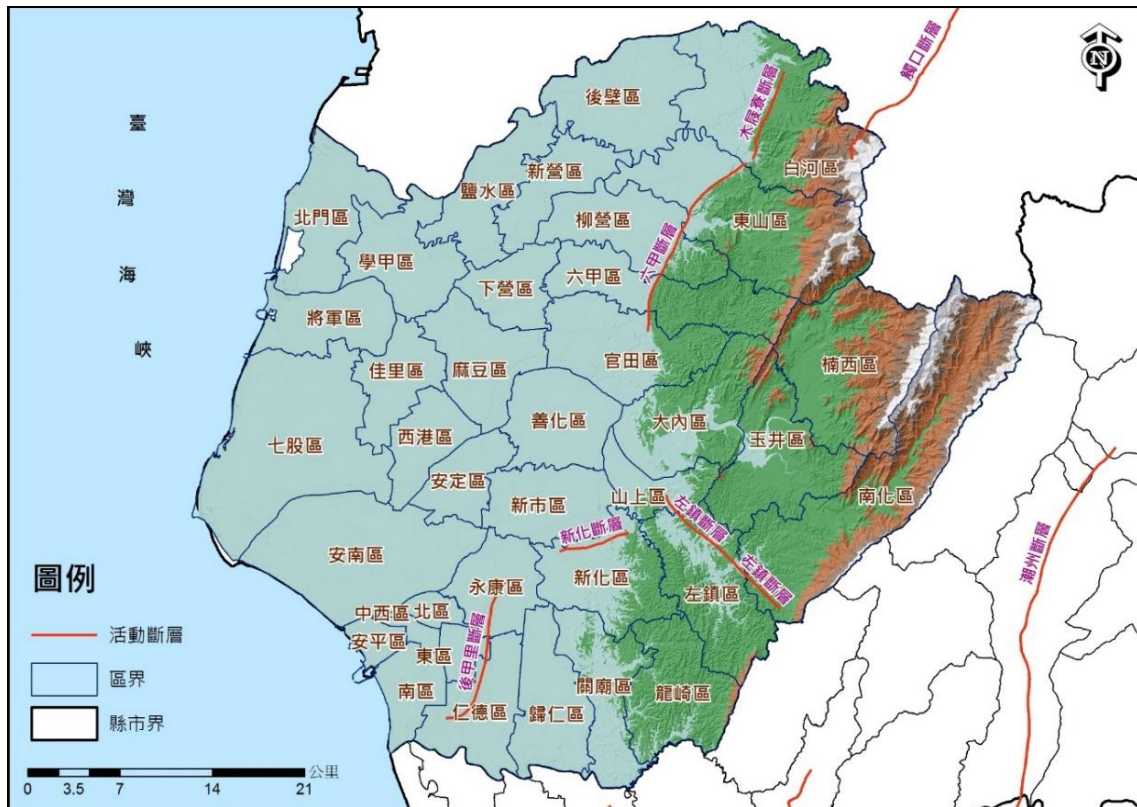 臺灣海峽
N
觸口斷層
木屐寮斷層
後壁區
白河區
新營區
鹽水區
北門區
柳營區
東山區
學甲區
六甲斷層
下營區
六甲區
將軍區
佳里區
麻豆區
官田區
楠西區
七股區
西港區
善化區
大內區
玉井區
安定區
新市區
山上區
南化區
左鎮斷層
左鎮斷層
新化斷層
安南區
永康區
新化區
左鎮區
潮州斷層
中西區
北區
安平區
東區
後甲里斷層
南區
仁德區
歸仁區
關廟區
龍崎區
圖例
活動斷層
區界
縣市界
公里
0 3.5 7 14 21